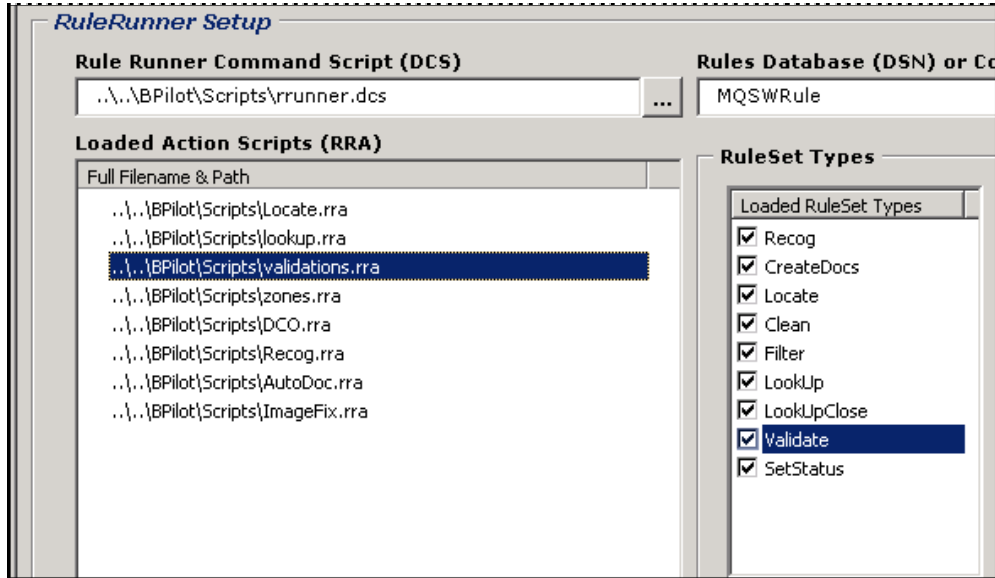 RuleRunner Setup
Rule Runner Command Script (DCS)
..\..\BPilot\Scripts\rrunner.dcs
...
Loaded Action Scripts (RRA)
Full Filename & Path
..\..\BPilot\Scripts\Locate.rra
..\..\BPilot\Scripts\lookup.rra
..\..\BPilot\Scripts\validations.rra
..\..\BPilot\Scripts\zones.rra
..\..\BPilot\Scripts\DCO.rra
..\..\BPilot\Scripts\Recog.rra
..\..\BPilot\Scripts\AutoDoc.rra
..\..\BPilot\Scripts\ImageFix.rra
Rules Database (DSN) or Co
MQSWRule
RuleSet Types
Loaded RuleSet Types
Recog
CreateDocs
Locate
Clean
Filter
LookUp
LookUpClose
Validate
SetStatus